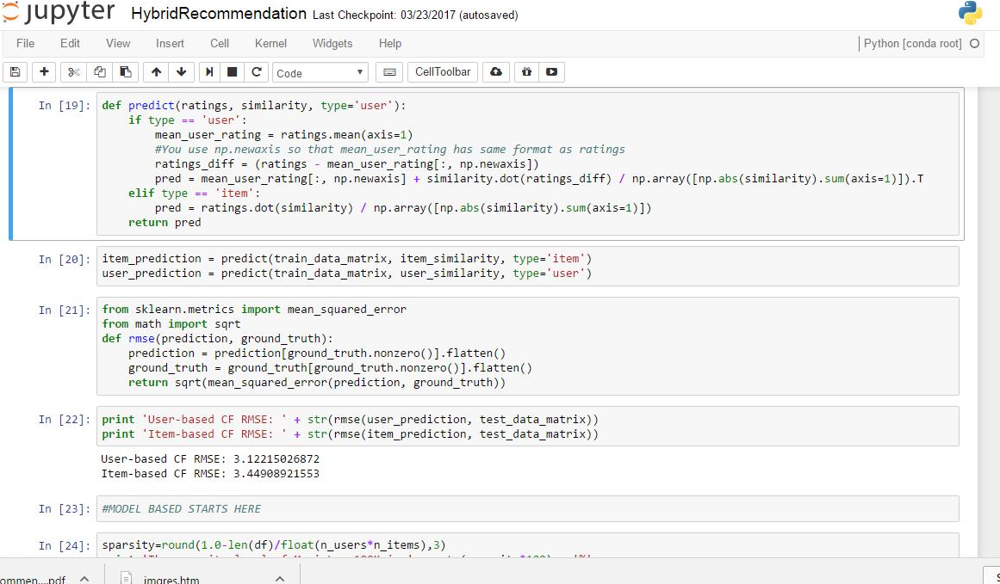 jupyter HybridRecommendation Last Checkpoint: 03/23/2017 (autosaved)
File Edit View Insert Cell Kernel Widgets Help Python [conda root]
Code CellToolbar
In [19]: def predict(ratings, similarity, type='user'):
    if type == 'user':
        mean_user_rating = ratings.mean(axis=1)
        #You use np.newaxis so that mean_user_rating has same format as ratings
        ratings_diff = (ratings - mean_user_rating[:, np.newaxis])
        pred = mean_user_rating[:, np.newaxis] + similarity.dot(ratings_diff) / np.array([np.abs(similarity).sum(axis=1)]).T
    elif type == 'item':
        pred = ratings.dot(similarity) / np.array([np.abs(similarity).sum(axis=1)])
    return pred
In [20]: item_prediction = predict(train_data_matrix, item_similarity, type='item')
user_prediction = predict(train_data_matrix, user_similarity, type='user')
In [21]: from sklearn.metrics import mean_squared_error
from math import sqrt
def rmse(prediction, ground_truth):
    prediction = prediction[ground_truth.nonzero()].flatten()
    ground_truth = ground_truth[ground_truth.nonzero()].flatten()
    return sqrt(mean_squared_error(prediction, ground_truth))
In [22]: print 'User-based CF RMSE: ' + str(rmse(user_prediction, test_data_matrix))
print 'Item-based CF RMSE: ' + str(rmse(item_prediction, test_data_matrix))
User-based CF RMSE: 3.12215026872
Item-based CF RMSE: 3.44908921553
In [23]: #MODEL BASED STARTS HERE
In [24]: sparsity=round(1.0-len(df)/float(n_users*n_items),3)
ommen....pdf imgres.htm